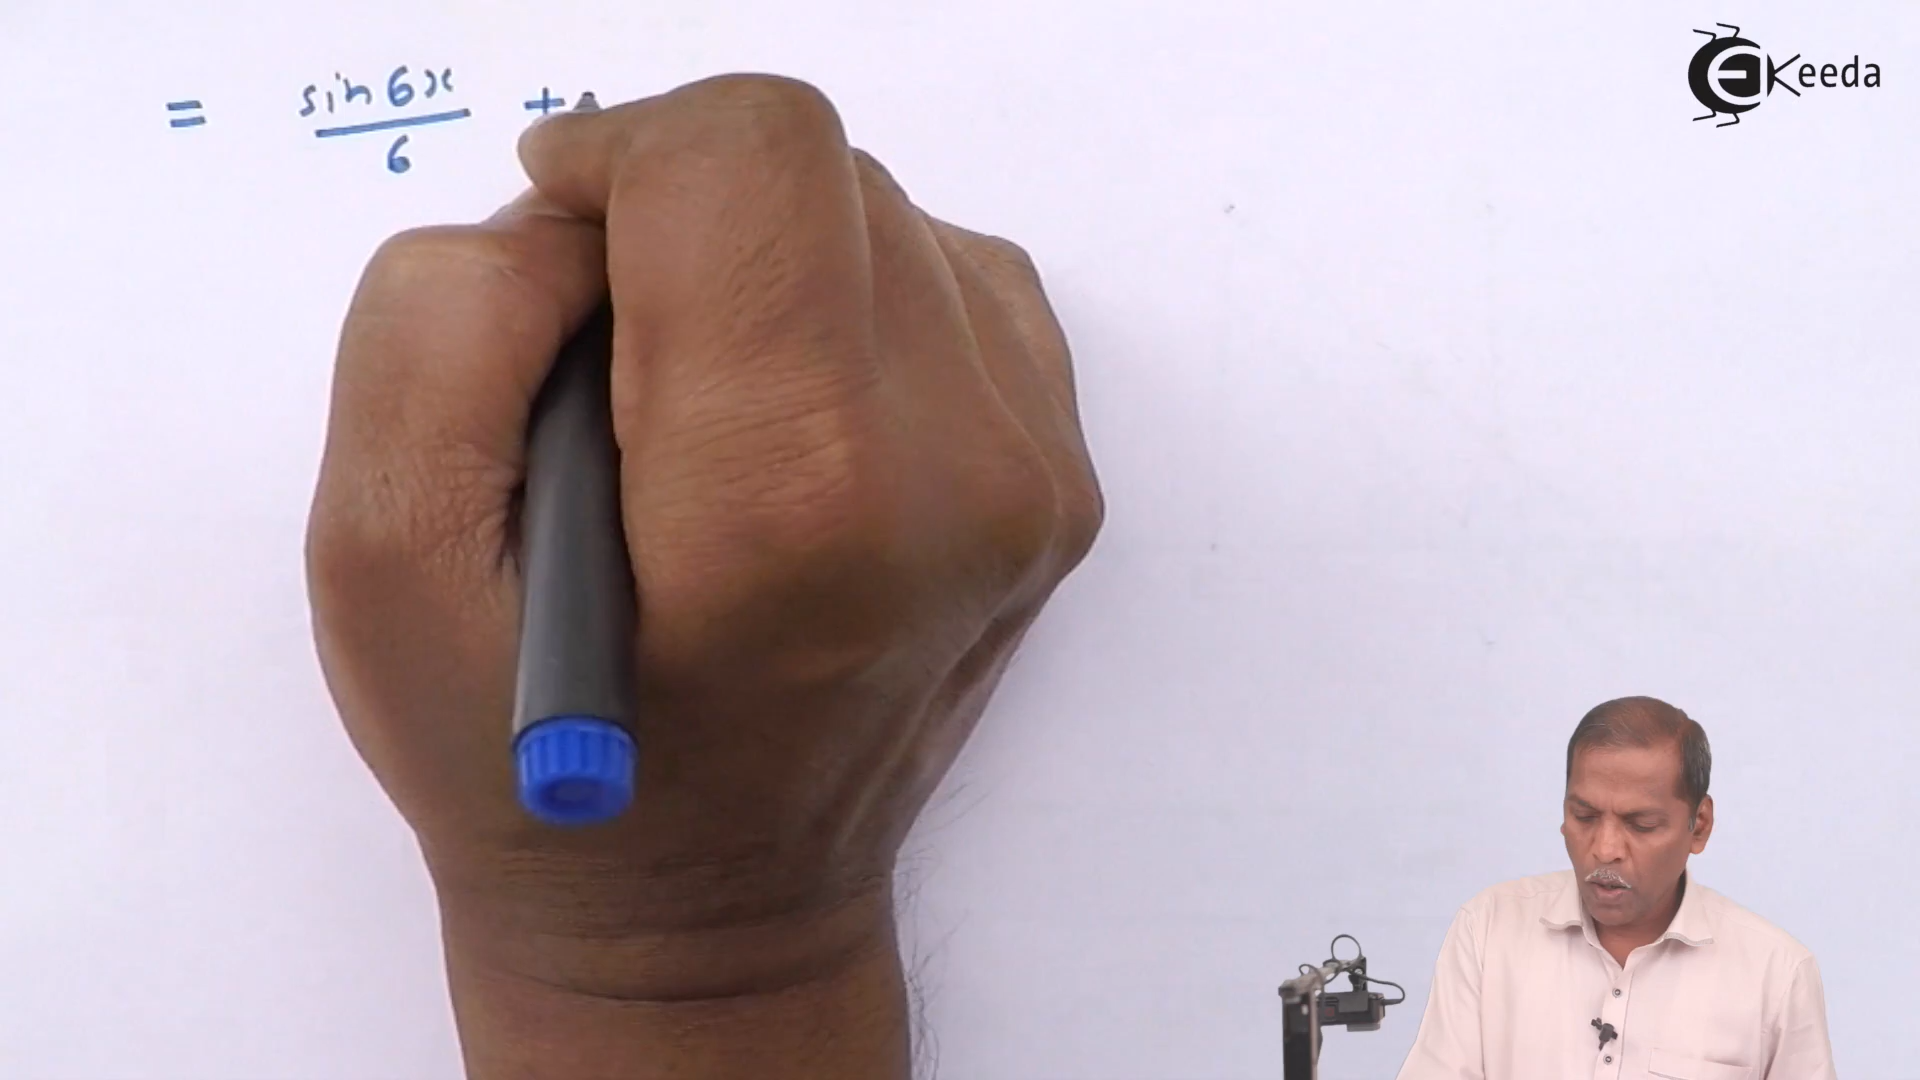 = sin 6x / 6 +
EKeeda